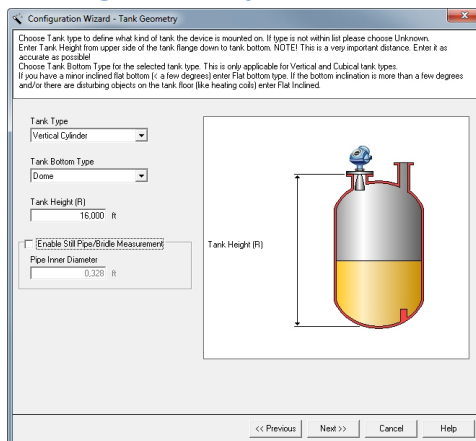 Configuration Wizard - Tank Geometry
Choose Tank type to define what kind of tank the device is mounted on. If type is not within list please choose Unknown.
Enter Tank Height from upper side of the tank flange down to tank bottom. NOTE! This is a very important distance. Enter it as
accurate as possible!
Choose Tank Bottom Type for the selected tank type. This is only applicable for Vertical and Cubical tank types.
If you have a minor inclined flat bottom (< a few degrees) enter Flat bottom type. If the bottom inclination is more than a few degrees
and/or there are disturbing objects on the tank floor (like heating coils) enter Flat Inclined.
Tank Type
Vertical Cylinder
Tank Bottom Type
Dome
Tank Height (R)
16,000 ft
Enable Still Pipe/Bridle Measurement
Pipe Inner Diameter
0,328 ft
Tank Height (R)
<< Previous
Next >>
Cancel
Help